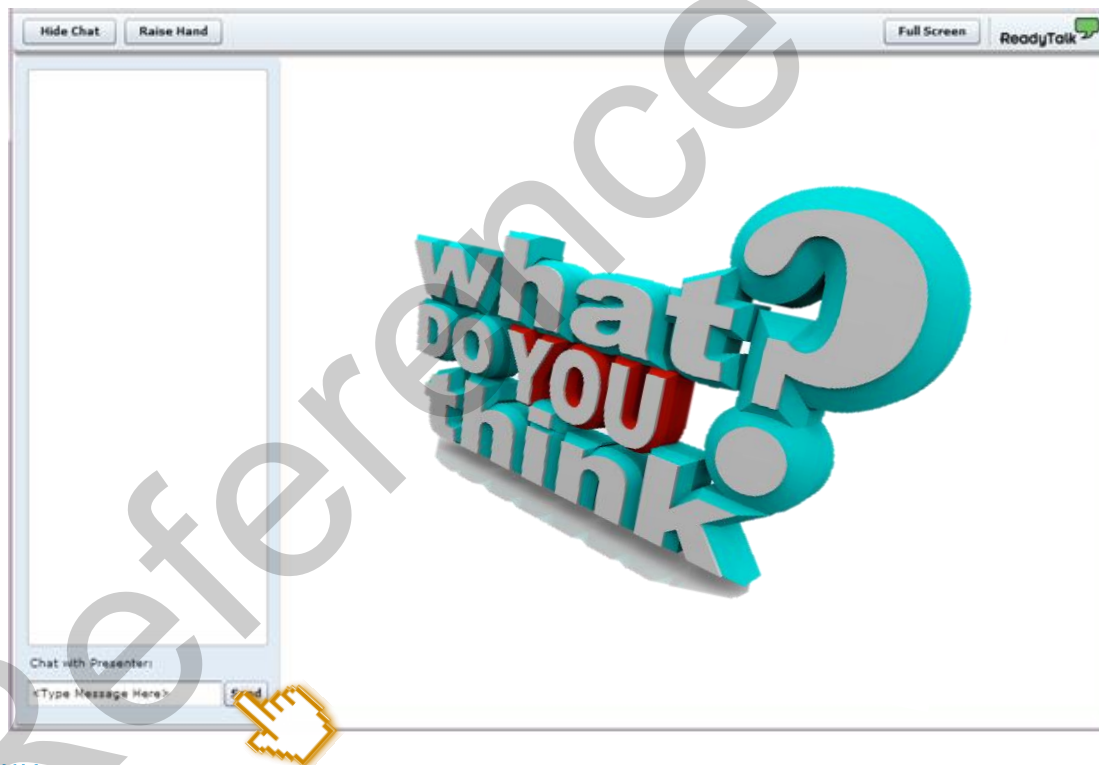 Hide Chat Raise Hand Full Screen ReadyTalk
what
DO YOU
think?
Chat with Presenter:
<Type Message Here> Send
Reference